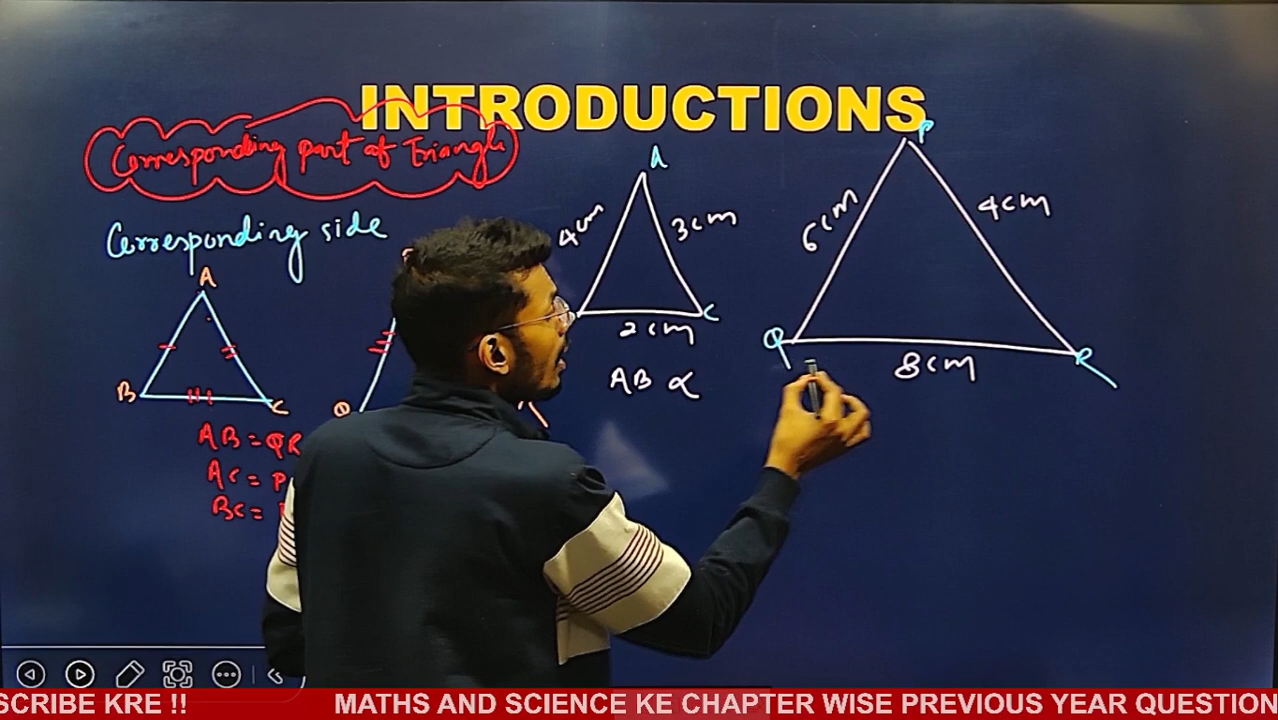 INTRODUCTIONS
Corresponding part of Triangle
Corresponding side
A
B
C
AB = QR
AC = P
BC =
Q
A
4cm
3cm
C
2cm
AB α
P
6cm
4cm
Q
R
8cm
SCRIBE KRE !! MATHS AND SCIENCE KE CHAPTER WISE PREVIOUS YEAR QUESTION